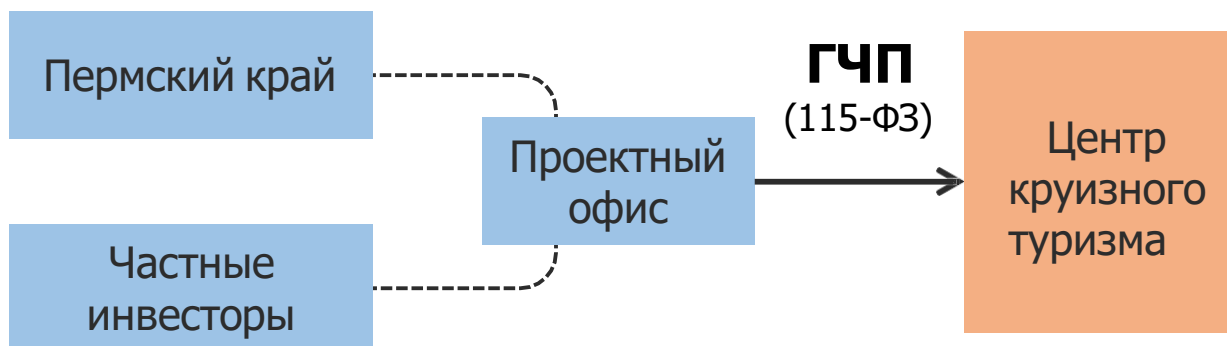 Пермский край
Частные
инвесторы
Проектный
офис
ГЧП
(115-ФЗ)
Центр
круизного
туризма